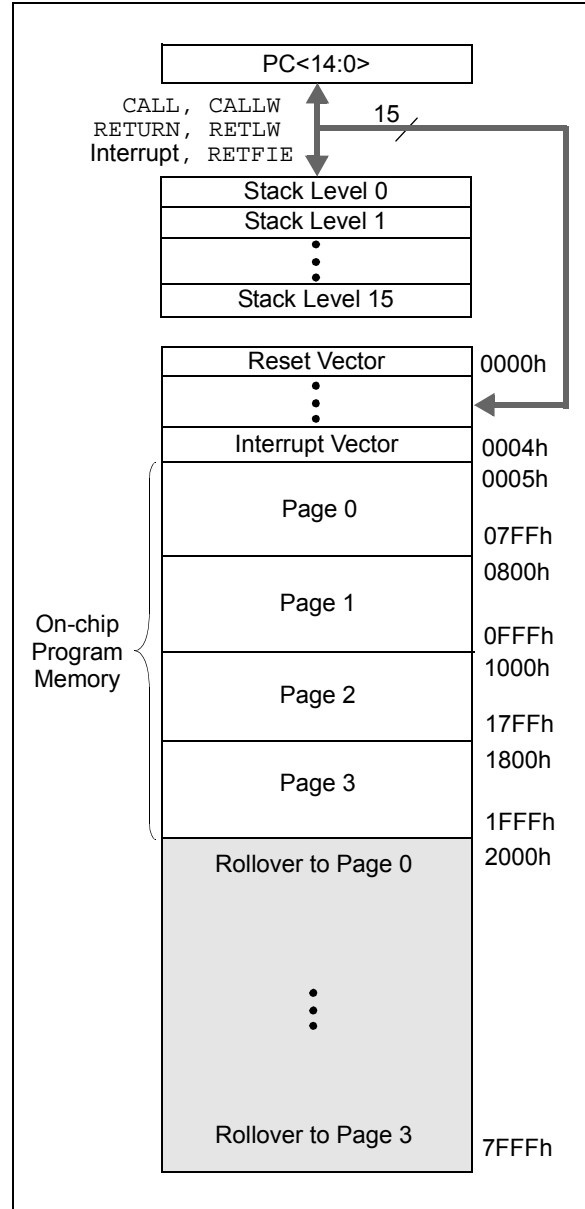 PC<14:0>
CALL, CALLW
15
RETURN, RETLW
Interrupt, RETFIE
Stack Level 0
Stack Level 1
Stack Level 15
Reset Vector
0000h
Interrupt Vector
0004h
0005h
Page 0
07FFh
0800h
Page 1
On-chip
Program
Memory
0FFFh
1000h
Page 2
17FFh
1800h
Page 3
1FFFh
Rollover to Page 0
2000h
Rollover to Page 3
7FFFh